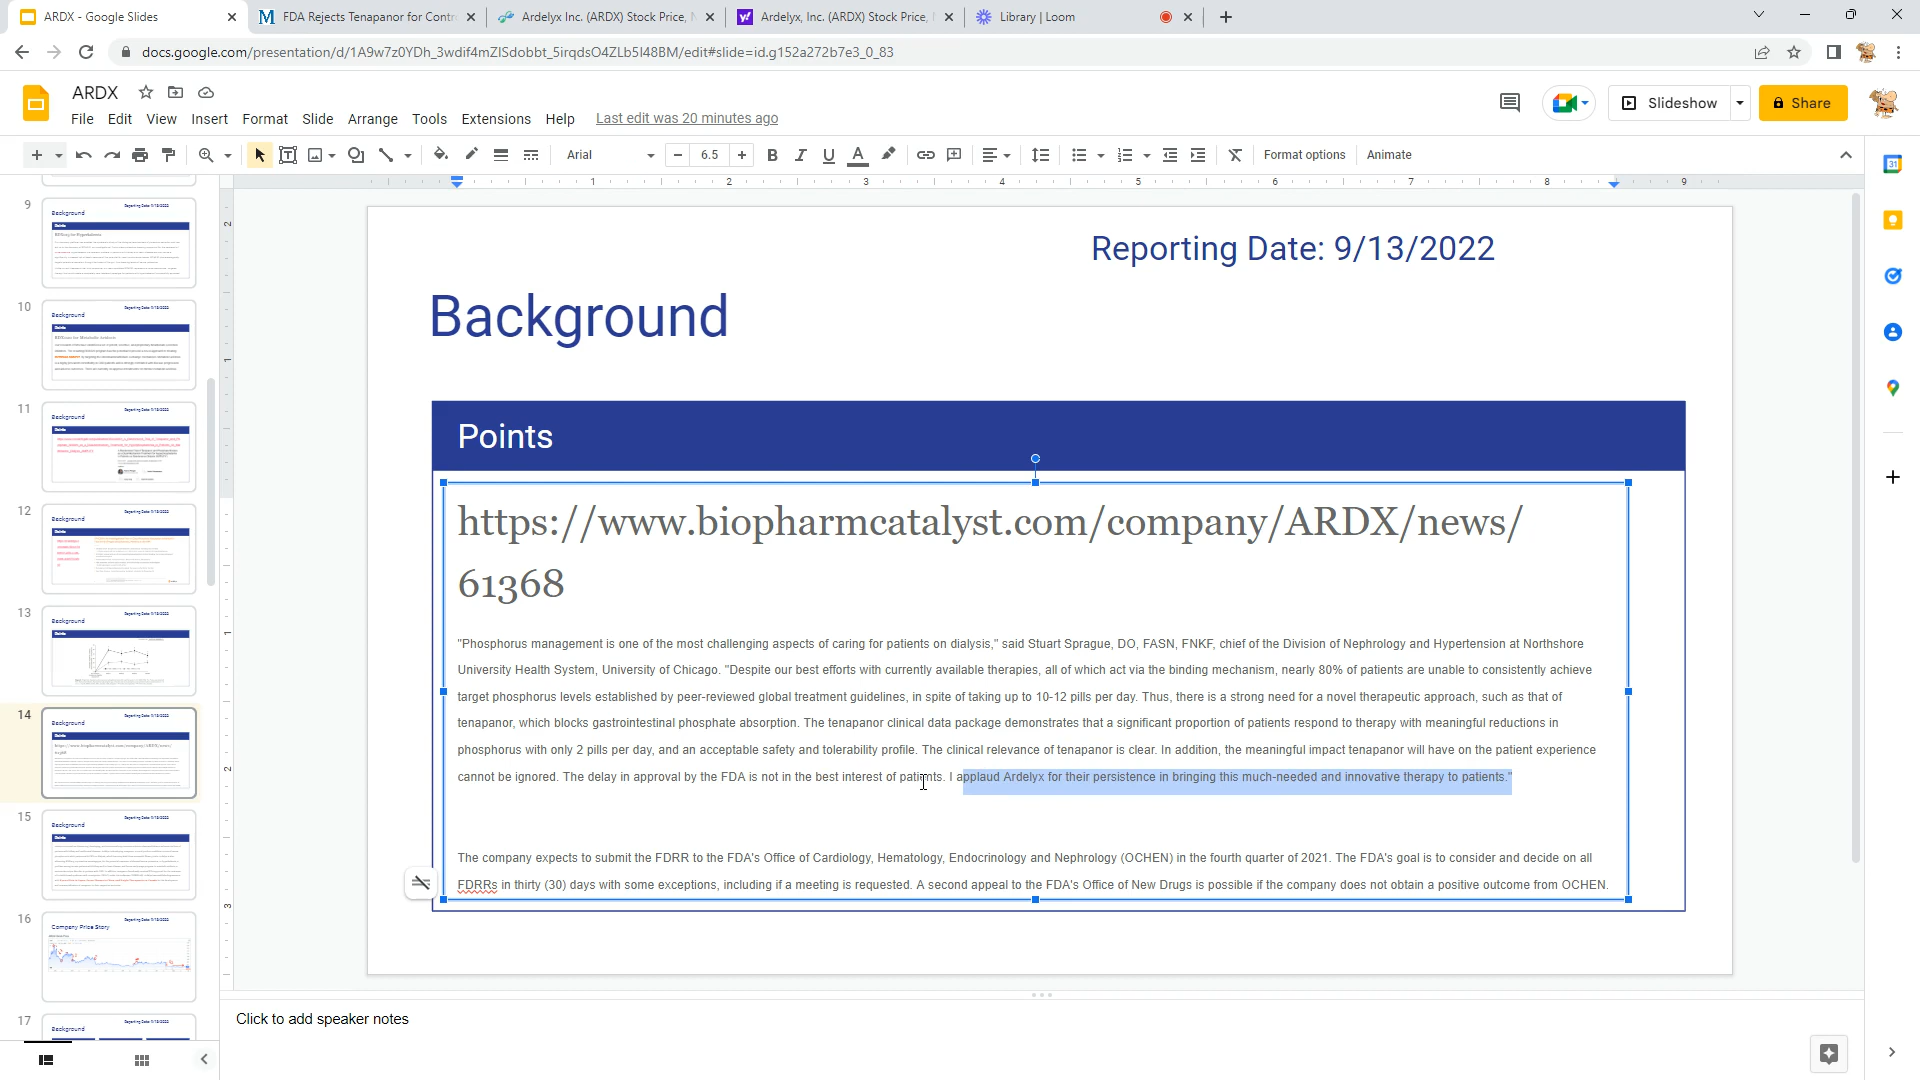 ARDX - Google Slides
FDA Rejects Tenapanor for Contr
Ardelyx Inc. (ARDX) Stock Price, N
Ardelyx, Inc. (ARDX) Stock Price,
Library | Loom
docs.google.com/presentation/d/1A9w7z0YDh_3wdif4mZISdobbt_5irqdsO4ZLb5I48BM/edit#slide=id.g152a272b7e3_0_83
ARDX
File Edit View Insert Format Slide Arrange Tools Extensions Help Last edit was 20 minutes ago
Slideshow
Share
Arial
6.5
Format options
Animate
9
10
11
12
13
14
15
16
17
Background
Points
Company Price Story
Reporting Date: 9/13/2022
Background
Points
https://www.biopharmcatalyst.com/company/ARDX/news/
61368
"Phosphorus management is one of the most challenging aspects of caring for patients on dialysis," said Stuart Sprague, DO, FASN, FNKF, chief of the Division of Nephrology and Hypertension at Northshore
University Health System, University of Chicago. "Despite our best efforts with currently available therapies, all of which act via the binding mechanism, nearly 80% of patients are unable to consistently achieve
target phosphorus levels established by peer-reviewed global treatment guidelines, in spite of taking up to 10-12 pills per day. Thus, there is a strong need for a novel therapeutic approach, such as that of
tenapanor, which blocks gastrointestinal phosphate absorption. The tenapanor clinical data package demonstrates that a significant proportion of patients respond to therapy with meaningful reductions in
phosphorus with only 2 pills per day, and an acceptable safety and tolerability profile. The clinical relevance of tenapanor is clear. In addition, the meaningful impact tenapanor will have on the patient experience
cannot be ignored. The delay in approval by the FDA is not in the best interest of patients. I applaud Ardelyx for their persistence in bringing this much-needed and innovative therapy to patients."
The company expects to submit the FDRR to the FDA's Office of Cardiology, Hematology, Endocrinology and Nephrology (OCHEN) in the fourth quarter of 2021. The FDA's goal is to consider and decide on all
FDRRs in thirty (30) days with some exceptions, including if a meeting is requested. A second appeal to the FDA's Office of New Drugs is possible if the company does not obtain a positive outcome from OCHEN.
Click to add speaker notes